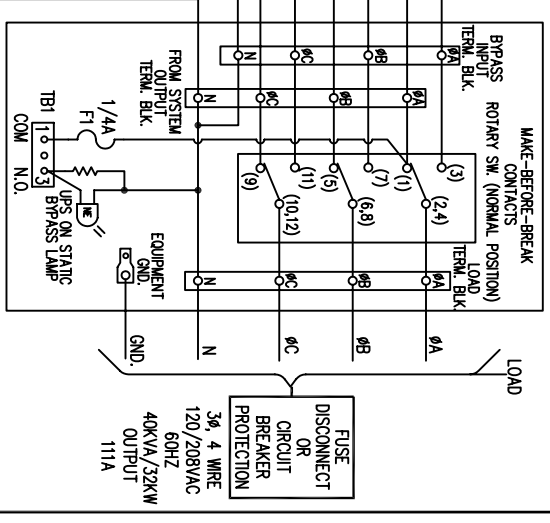 MAKE-BEFORE-BREAK
CONTACTS
ROTARY SW. (NORMAL POSITION)
BYPASS
INPUT
TERM. BLK.
N
ØC
ØB
ØA
FROM SYSTEM
OUTPUT
TERM. BLK.
N
ØC
ØB
ØA
1/4A
F1
TB1
1
3
COM
N.O.
NE
UPS ON STATIC
BYPASS LAMP
EQUIPMENT
GND.
(9)
(11)
(5)
(7)
(1)
(3)
(10,12)
(6,8)
(2,4)
LOAD
TERM. BLK.
N
ØC
ØB
ØA
GND.
N
ØC
ØB
ØA
LOAD
FUSE
DISCONNECT
OR
CIRCUIT
BREAKER
PROTECTION
3Ø, 4 WIRE
120/208VAC
60HZ
40KVA/32KW
OUTPUT
111A